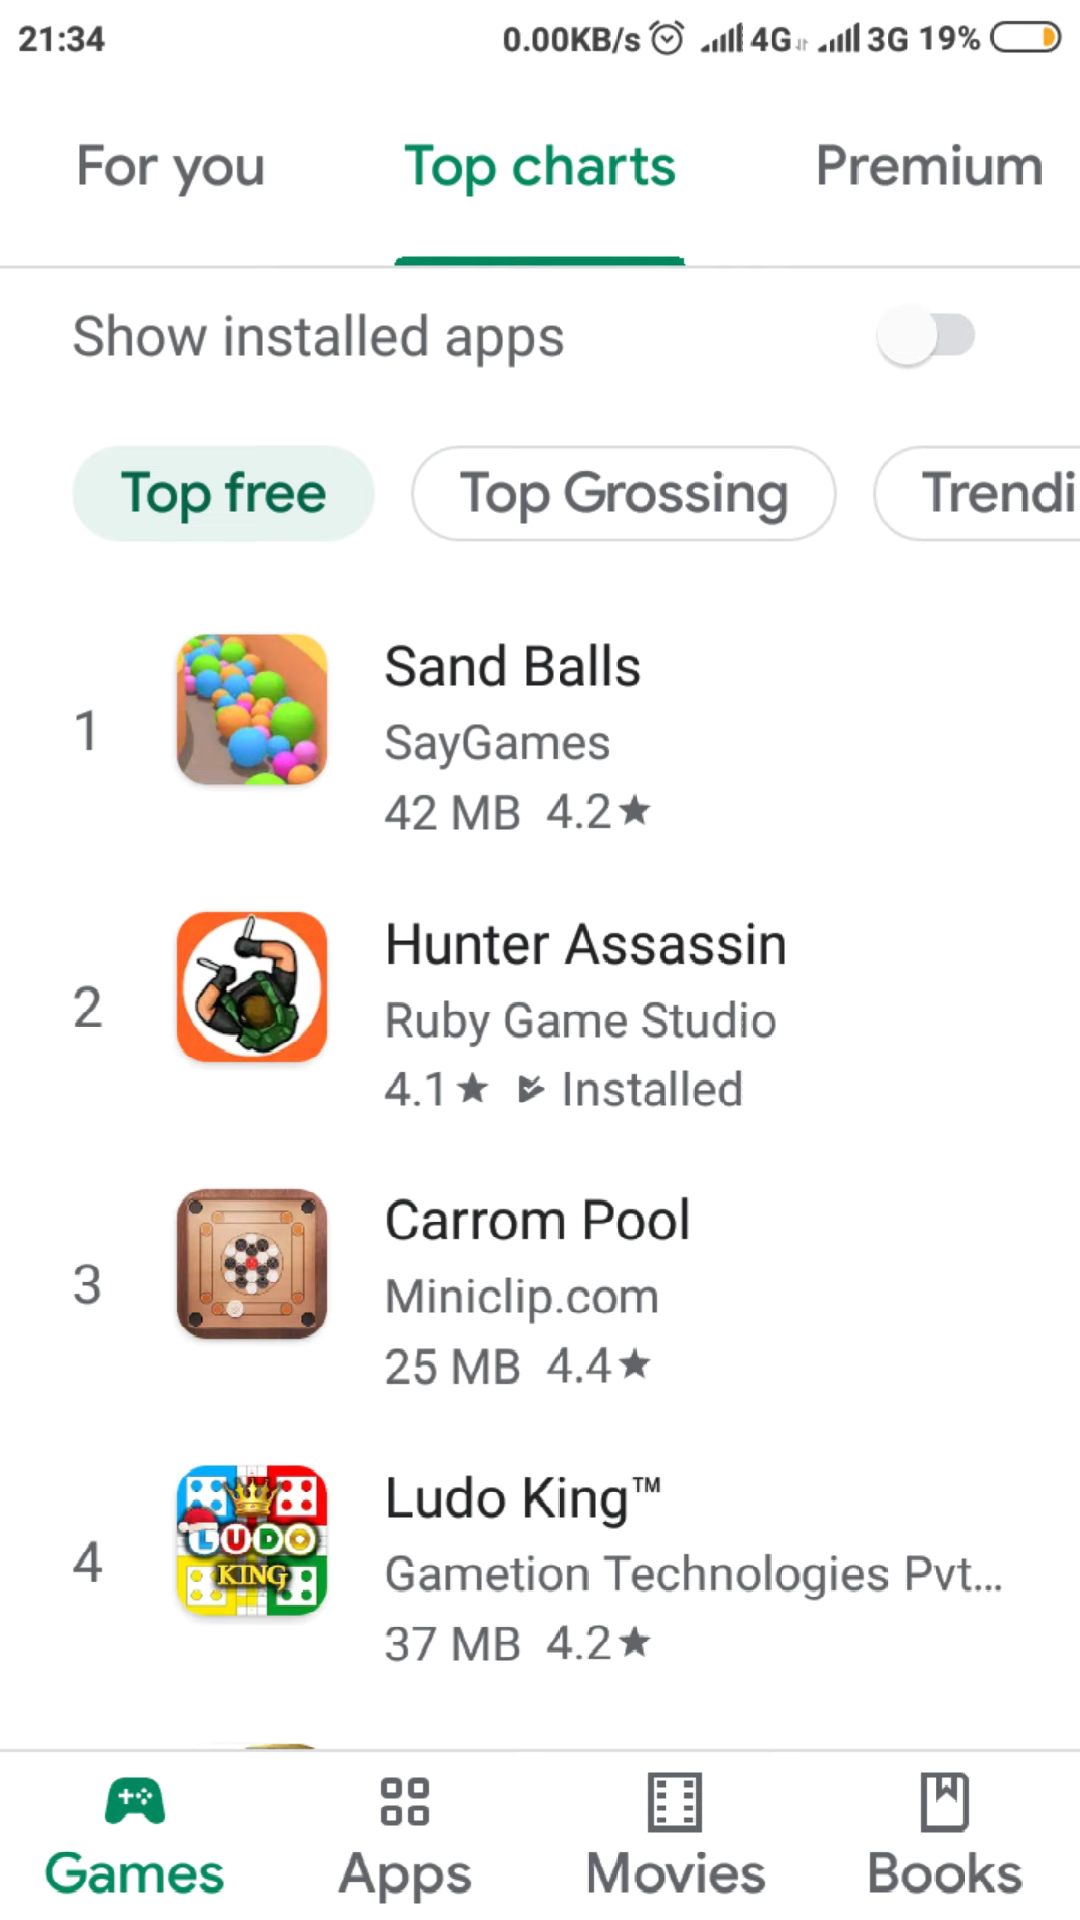 21:34 0.00KB/s 4G 3G 19%
For you Top charts Premium
Show installed apps
Top free Top Grossing Trendi
1
Sand Balls
SayGames
42 MB 4.2★
2
Hunter Assassin
Ruby Game Studio
4.1★ Installed
3
Carrom Pool
Miniclip.com
25 MB 4.4★
4
LUDO
KING
Ludo King™
Gametion Technologies Pvt...
37 MB 4.2★
Games Apps Movies Books